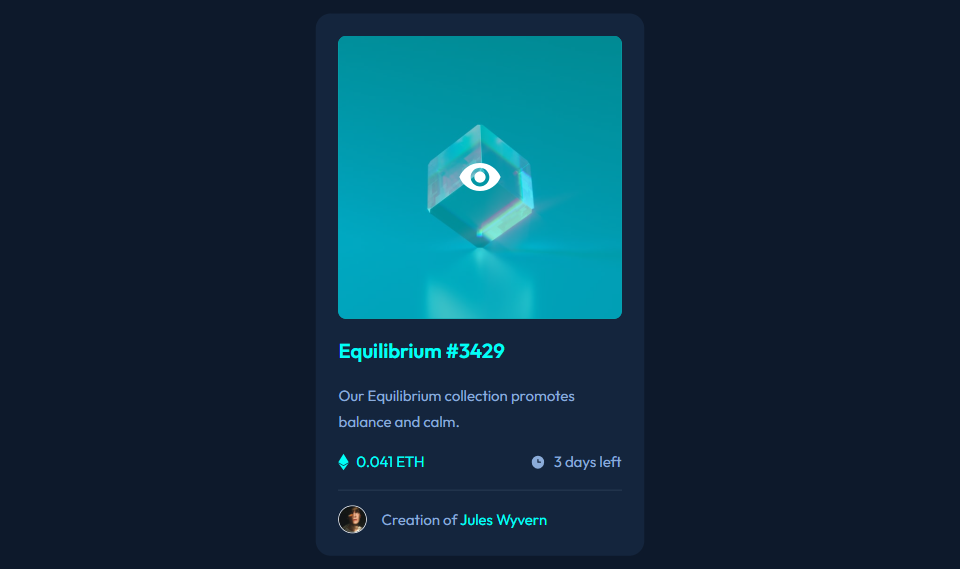 Equilibrium #3429
Our Equilibrium collection promotes
balance and calm.
0.041 ETH
3 days left
Creation of Jules Wyvern